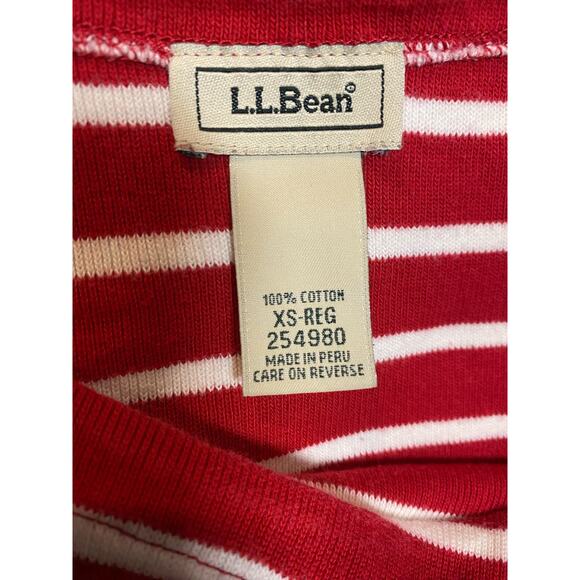 L.L.Bean®
100% COTTON
XS-REG
254980
MADE IN PERU
CARE ON REVERSE